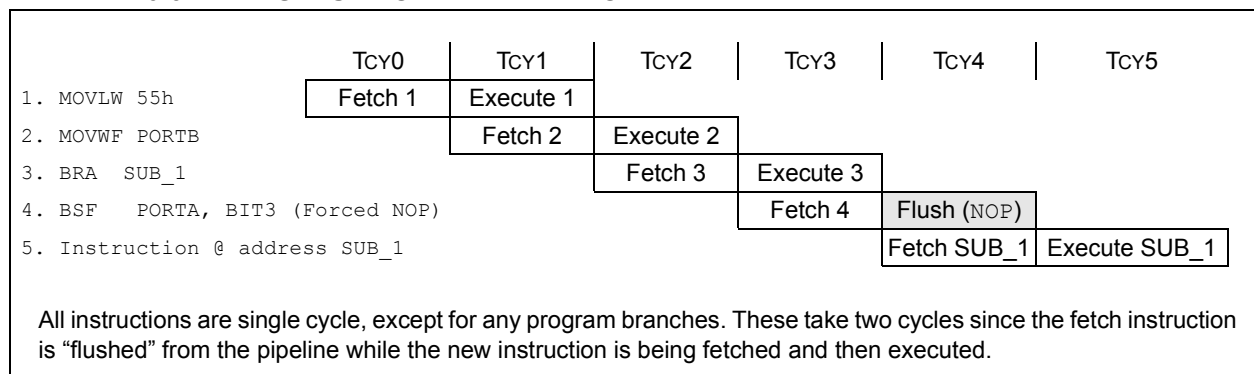 TCY0 TCY1 TCY2 TCY3 TCY4 TCY5
1. MOVLW 55h Fetch 1 Execute 1
2. MOVWF PORTB Fetch 2 Execute 2
3. BRA SUB_1 Fetch 3 Execute 3
4. BSF PORTA, BIT3 (Forced NOP) Fetch 4 Flush (NOP)
5. Instruction @ address SUB_1 Fetch SUB_1 Execute SUB_1
All instructions are single cycle, except for any program branches. These take two cycles since the fetch instruction
is “flushed” from the pipeline while the new instruction is being fetched and then executed.